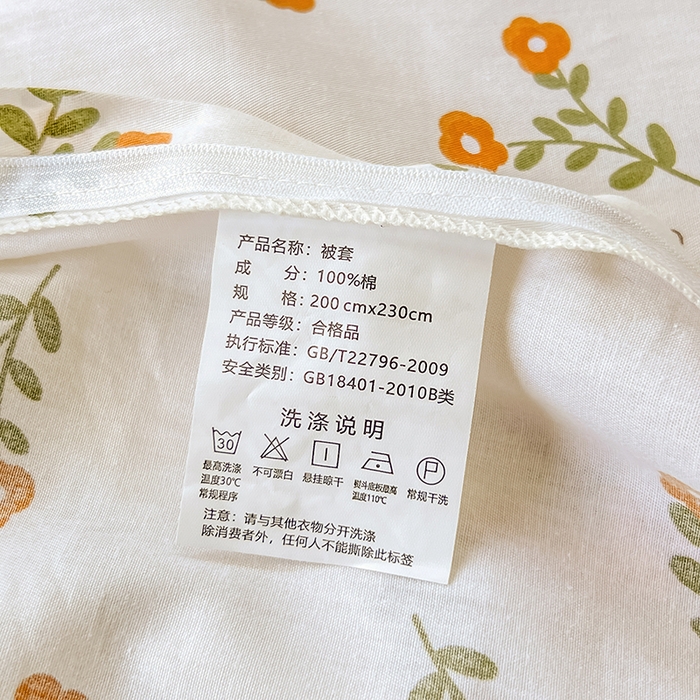 产品名称：被套
成 分：100%棉
规 格：200 cmx230cm
产品等级：合格品
执行标准：GB/T22796-2009
安全类别：GB18401-2010B类
洗涤说明
30 P
最高洗涤 不可漂白 悬挂晾干 熨斗底板最高 常规干洗
温度30℃ 温度110℃
常规程序
注意：请与其他衣物分开洗涤
除消费者外，任何人不能撕除此标签